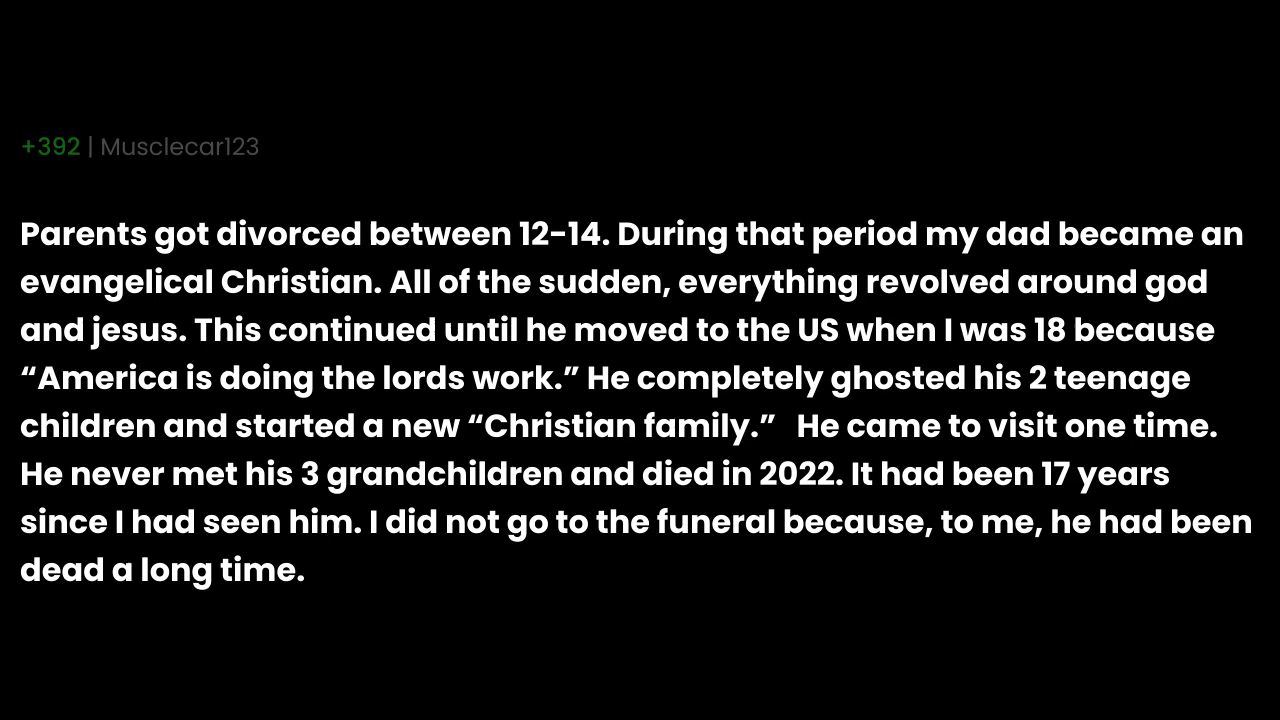 +392 | Musclecar123
Parents got divorced between 12-14. During that period my dad became an
evangelical Christian. All of the sudden, everything revolved around god
and jesus. This continued until he moved to the US when I was 18 because
“America is doing the lords work.” He completely ghosted his 2 teenage
children and started a new “Christian family.”  He came to visit one time.
He never met his 3 grandchildren and died in 2022. It had been 17 years
since I had seen him. I did not go to the funeral because, to me, he had been
dead a long time.